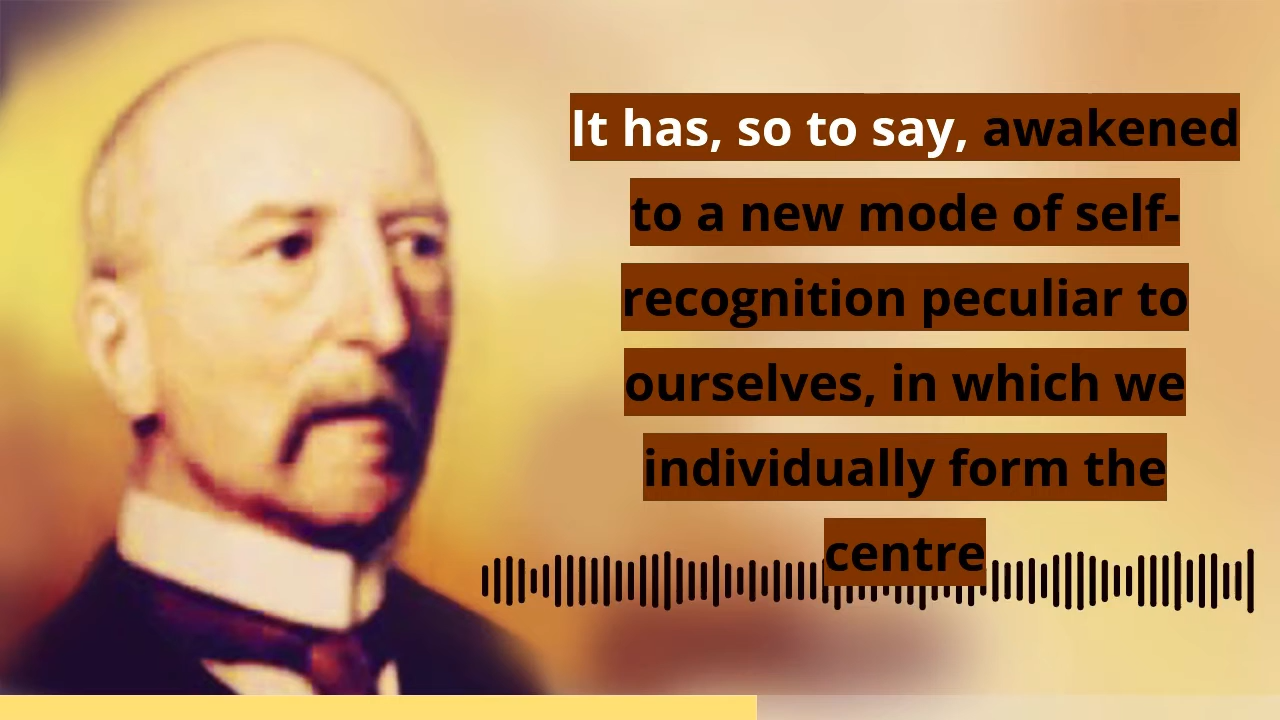 It has, so to say, awakened
to a new mode of self-
recognition peculiar to
ourselves, in which we
individually form the
centre